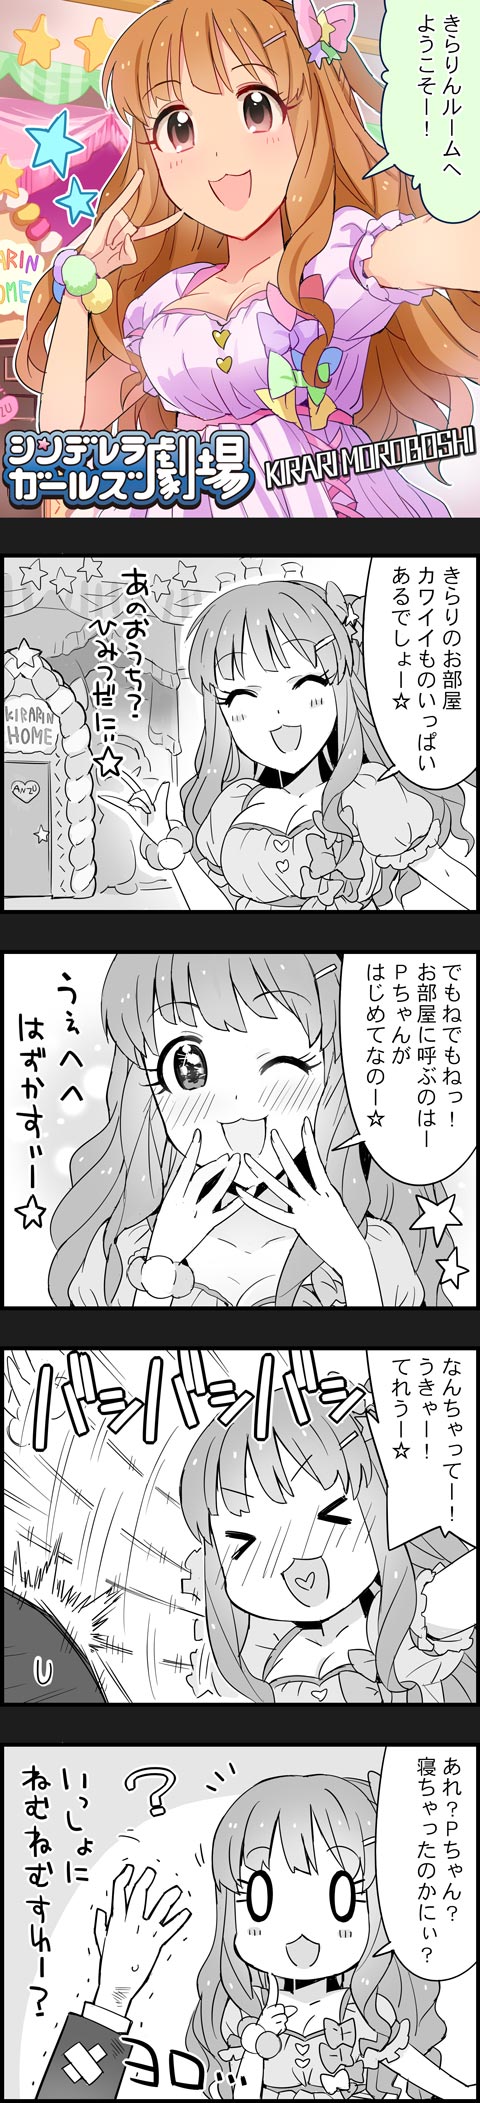 きらりんルームへ
ようこそー！
ARIN
OME
ZU
シンデレラ
ガールズ劇場
KIRARI MOROBOSHI
きらりのお部屋
カワイイものいっぱい
あるでしょー☆
あのおうち？
ひみつだにぃ☆
KIRARIN
HOME
ANZU
でもねでもねっ！
お部屋に呼ぶのはー
Pちゃんが
はじめてなのー☆
うぇへへ
はずかすぃー☆
なんちゃってー！
うきゃー！
てれうー☆
バシバシバシバシ
あれ？Pちゃん？
寝ちゃったのかにぃ？
？
いっしょに
ねむねむすゆー？
ヨロ…